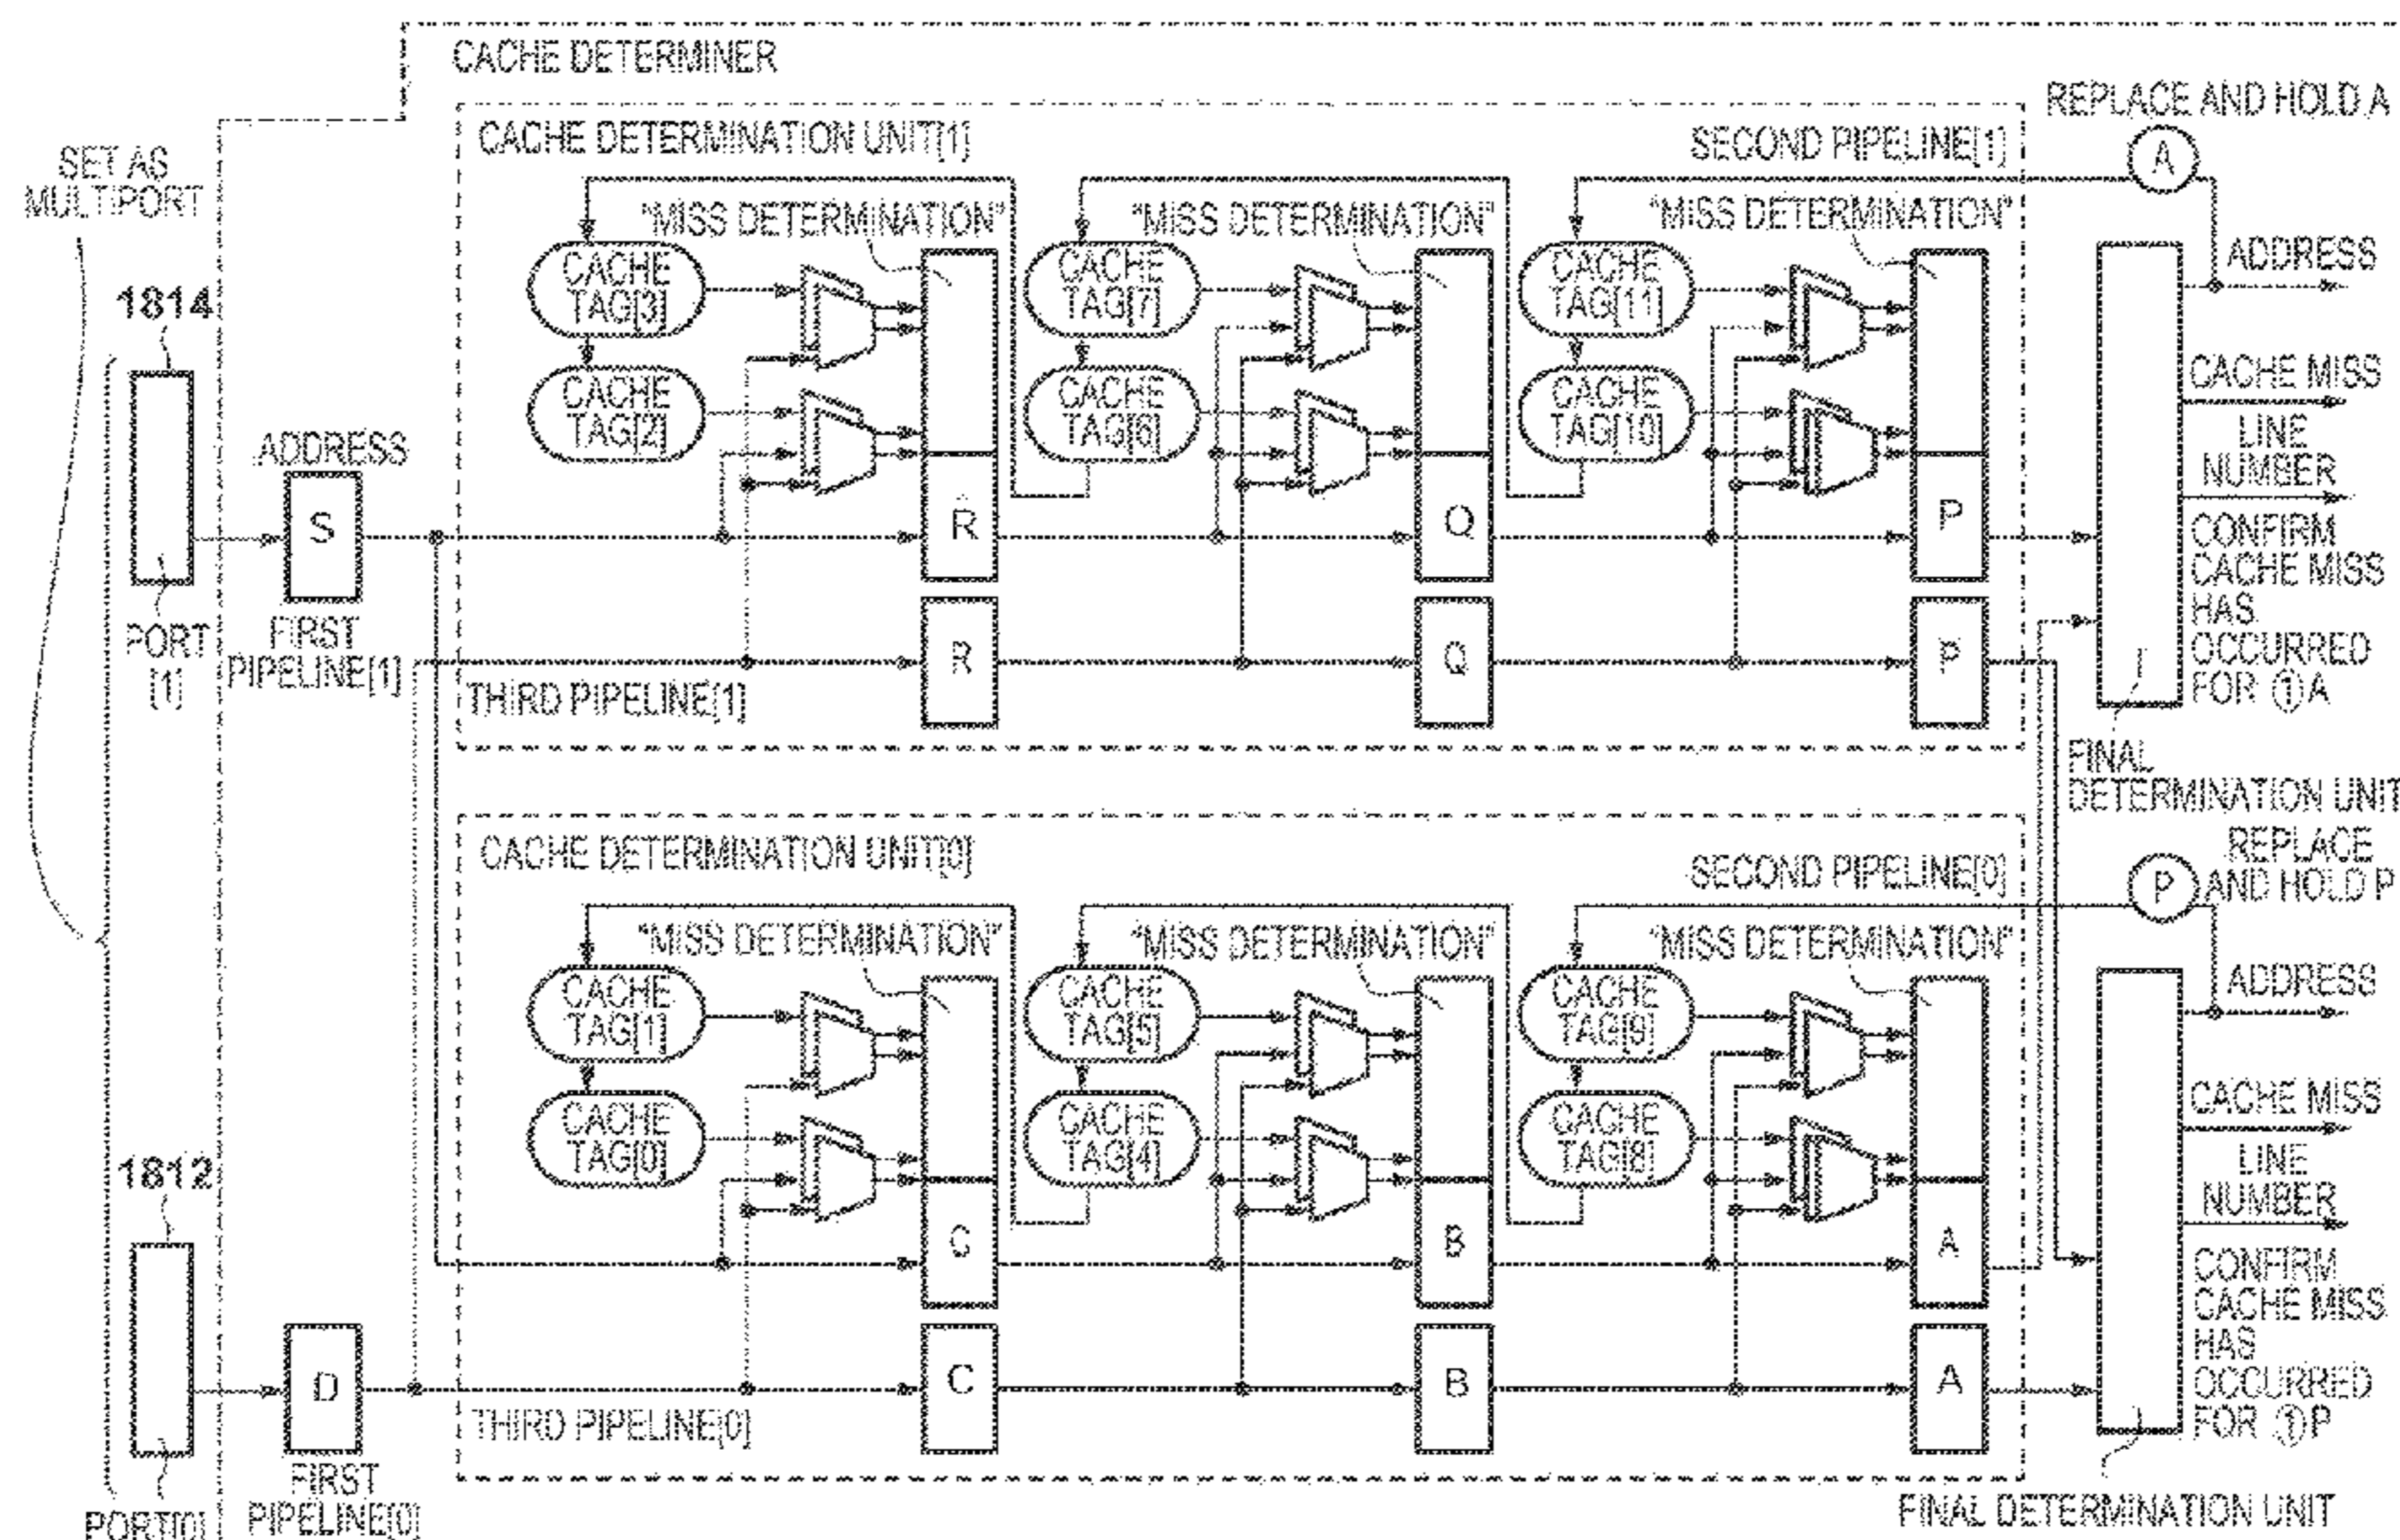 CACHE DETERMINER
REPLACE AND HOLD A
CACHE DETERMINATION UNIT[1]
SECOND PIPELINE[1]
A
SET AS
MULTIPORT
"MISS DETERMINATION"
"MISS DETERMINATION"
"MISS DETERMINATION"
CACHE
TAG[3]
CACHE
TAG[7]
CACHE
TAG[11]
ADDRESS
1814
CACHE
TAG[2]
CACHE
TAG[6]
CACHE
TAG[10]
CACHE MISS
LINE
NUMBER
ADDRESS
S
R
Q
P
CONFIRM
CACHE MISS
HAS
OCCURRED
FOR ①A
PORT
[1]
FIRST
PIPELINE[1]
R
Q
P
THIRD PIPELINE[1]
FINAL
DETERMINATION UNIT
CACHE DETERMINATION UNIT[0]
SECOND PIPELINE[0]
P
REPLACE
AND HOLD P
"MISS DETERMINATION"
"MISS DETERMINATION"
"MISS DETERMINATION"
CACHE
TAG[1]
CACHE
TAG[5]
CACHE
TAG[9]
ADDRESS
CACHE
TAG[0]
CACHE
TAG[4]
CACHE
TAG[8]
CACHE MISS
1812
LINE
NUMBER
C
B
A
CONFIRM
CACHE MISS
HAS
OCCURRED
FOR ①P
D
C
B
A
THIRD PIPELINE[0]
PORT[0]
FIRST
PIPELINE[0]
FINAL DETERMINATION UNIT